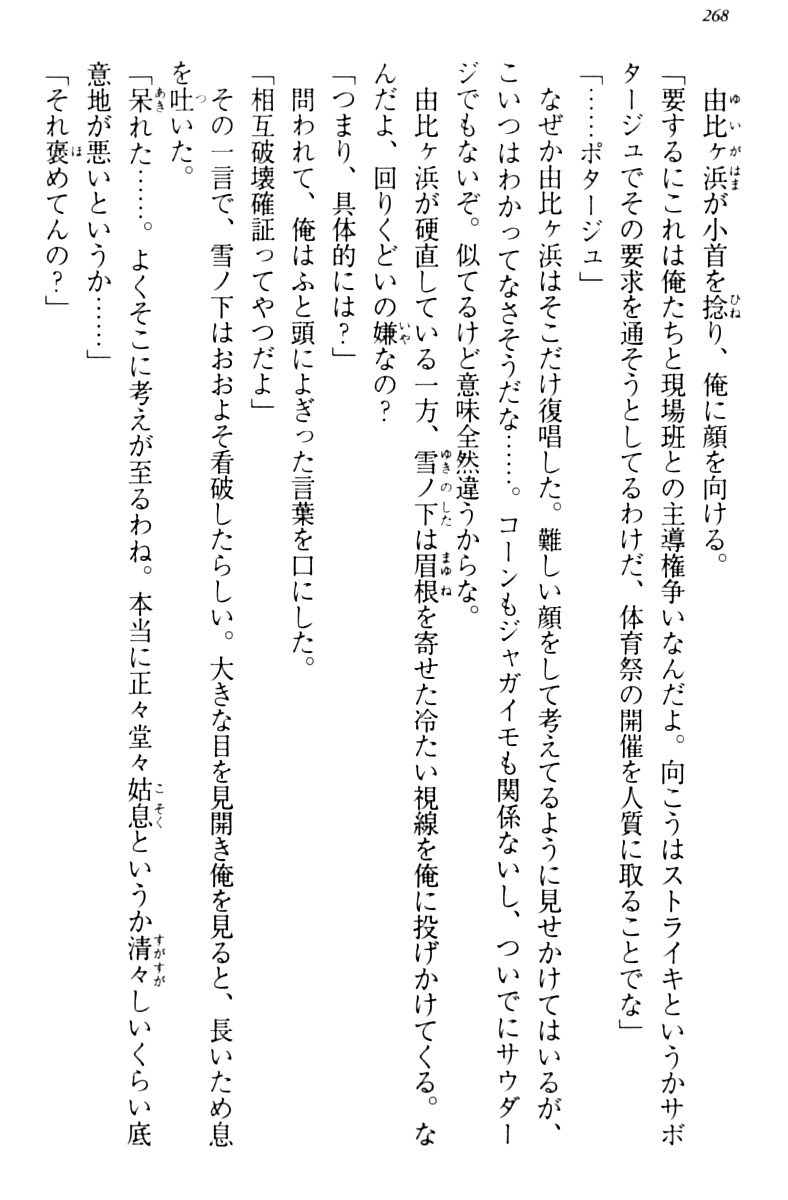 268
由比ヶ浜が小首を捻り、俺に顔を向ける。
「要するにこれは俺たちと現場班との主導権争いなんだよ。向こうはストライキというかサボ
タージュでその要求を通そうとしてるわけだ、体育祭の開催を人質に取ることでな」
「……ポタージュ」
なぜか由比ヶ浜はそこだけ復唱した。難しい顔をして考えてるように見せかけてはいるが、
こいつはわかってなさそうだな……。コーンもジャガイモも関係ないし、ついでにサウダー
ジでもないぞ。似てるけど意味全然違うからな。
由比ヶ浜が硬直している一方、雪ノ下は眉根を寄せた冷たい視線を俺に投げかけてくる。な
んだよ、回りくどいの嫌なの？
「つまり、具体的には？」
問われて、俺はふと頭によぎった言葉を口にした。
「相互破壊確証ってやつだよ」
その一言で、雪ノ下はおおよそ看破したらしい。大きな目を見開き俺を見ると、長いため息
を吐いた。
「呆れた……。よくそこに考えが至るわね。本当に正々堂々姑息というか清々しいくらい底
意地が悪いというか……」
「それ褒めてんの？」